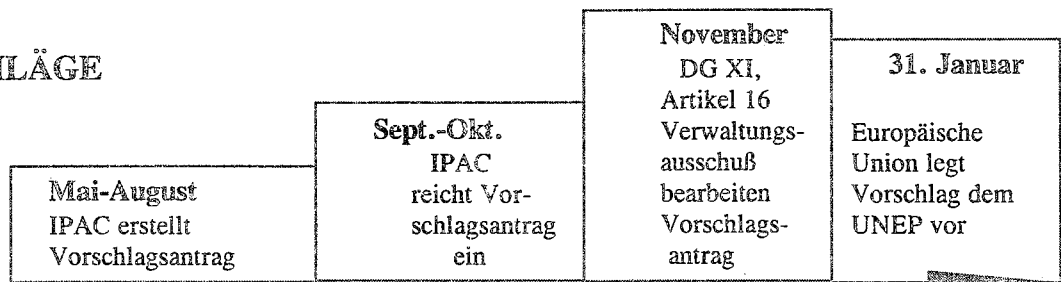 ILÄGE
Mai-August
IPAC erstellt
Vorschlagsantrag
Sept.-Okt.
IPAC
reicht Vor-
schlagsantrag
ein
November
DG XI,
Artikel 16
Verwaltungs-
ausschuß
bearbeiten
Vorschlags-
antrag
31. Januar
Europäische
Union legt
Vorschlag dem
UNEP vor